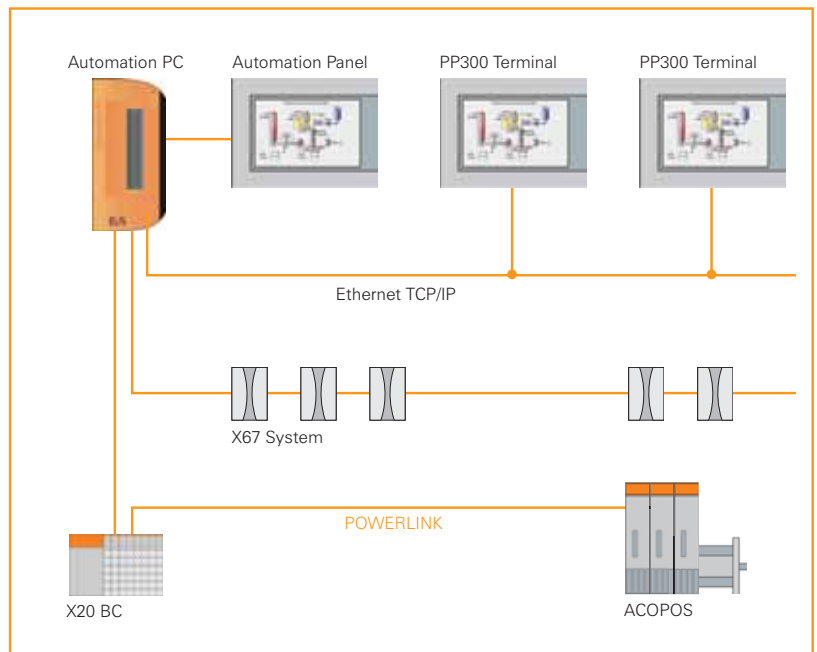 Automation PC
Automation Panel
PP300 Terminal
PP300 Terminal
Ethernet TCP/IP
X67 System
POWERLINK
X20 BC
ACOPOS